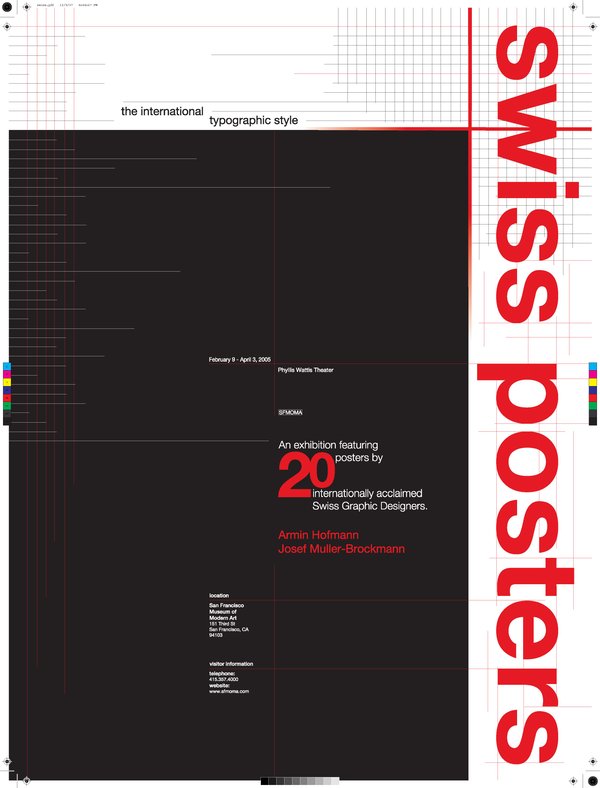 the international
typographic style
swiss posters
February 9 - April 3, 2005
Phyllis Wattis Theater
SFMOMA
An exhibition featuring
20 posters by
internationally acclaimed
Swiss Graphic Designers.
Armin Hofmann
Josef Muller-Brockmann
location
San Francisco
Museum of
Modern Art
151 Third St
San Francisco, CA
94103
visitor information
telephone:
415.357.4000
website:
www.sfmoma.com